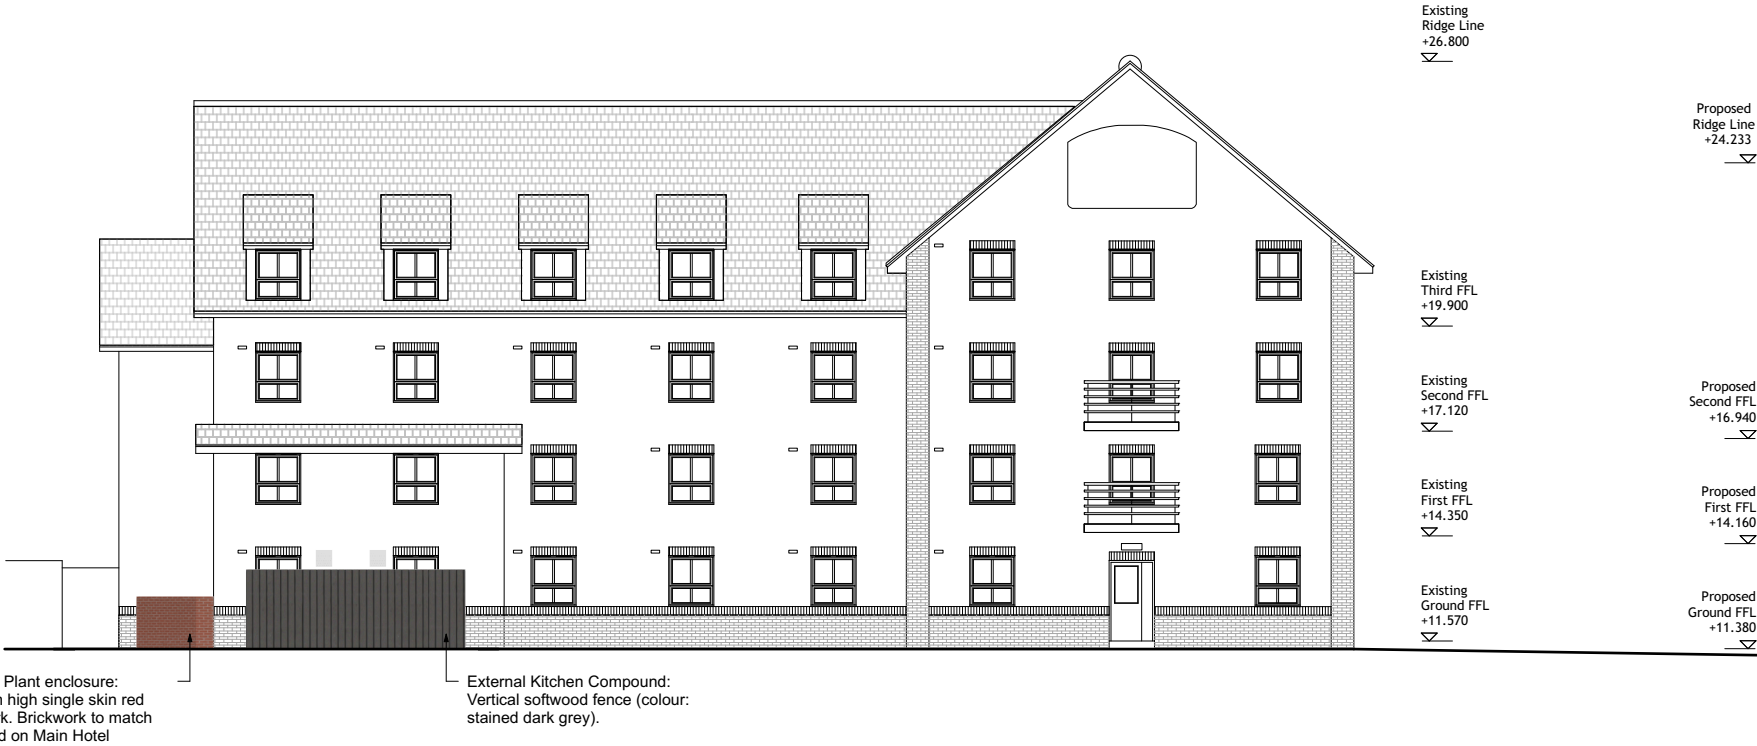 Existing
Ridge Line
+26.800
Proposed
Ridge Line
+24.233
Existing
Third FFL
+19.900
Existing
Second FFL
+17.120
Proposed
Second FFL
+16.940
Existing
First FFL
+14.350
Proposed
First FFL
+14.160
Existing
Ground FFL
+11.570
Proposed
Ground FFL
+11.380
Plant enclosure:
high single skin red
Brickwork to match
on Main Hotel
External Kitchen Compound:
Vertical softwood fence (colour:
stained dark grey).